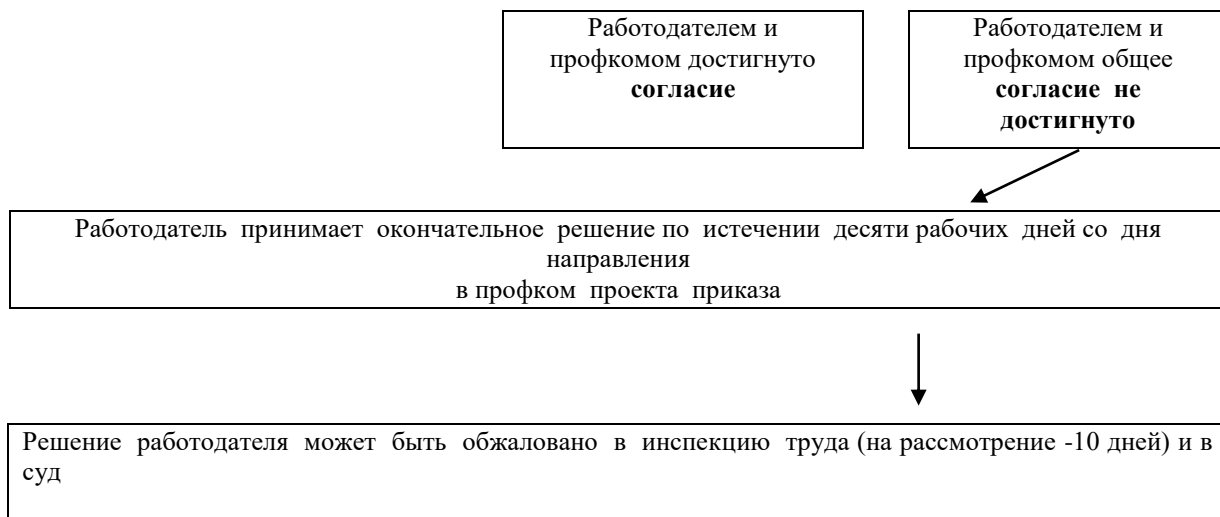 Работодателем и
профкомом достигнуто
согласие
Работодателем и
профкомом общее
согласие не
достигнуто
Работодатель принимает окончательное решение по истечении десяти рабочих дней со дня
направления
в профком проекта приказа
Решение работодателя может быть обжаловано в инспекцию труда (на рассмотрение -10 дней) и в
суд